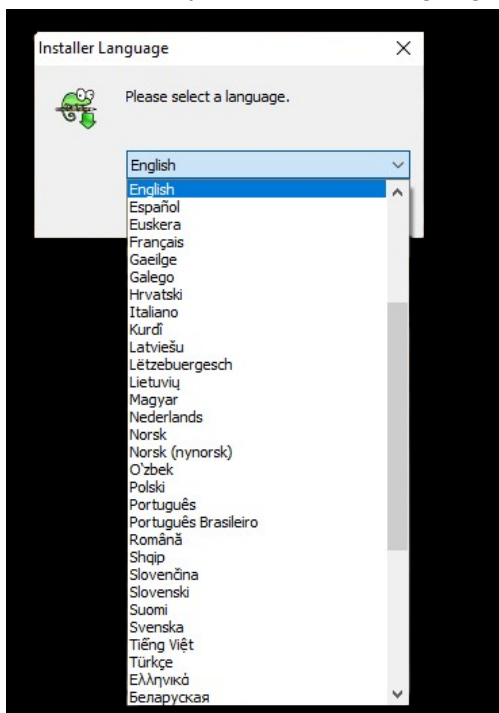 Installer Language
Please select a language.
English
English
Español
Euskera
Français
Gaeilge
Galego
Hrvatski
Italiano
Kurdî
Latviešu
Lëtzebuergesch
Lietuvių
Magyar
Nederlands
Norsk
Norsk (nynorsk)
O'zbek
Polski
Português
Português Brasileiro
Română
Shqip
Slovenčina
Slovenski
Suomi
Svenska
Tiếng Việt
Türkçe
Ελληνικά
Беларуская